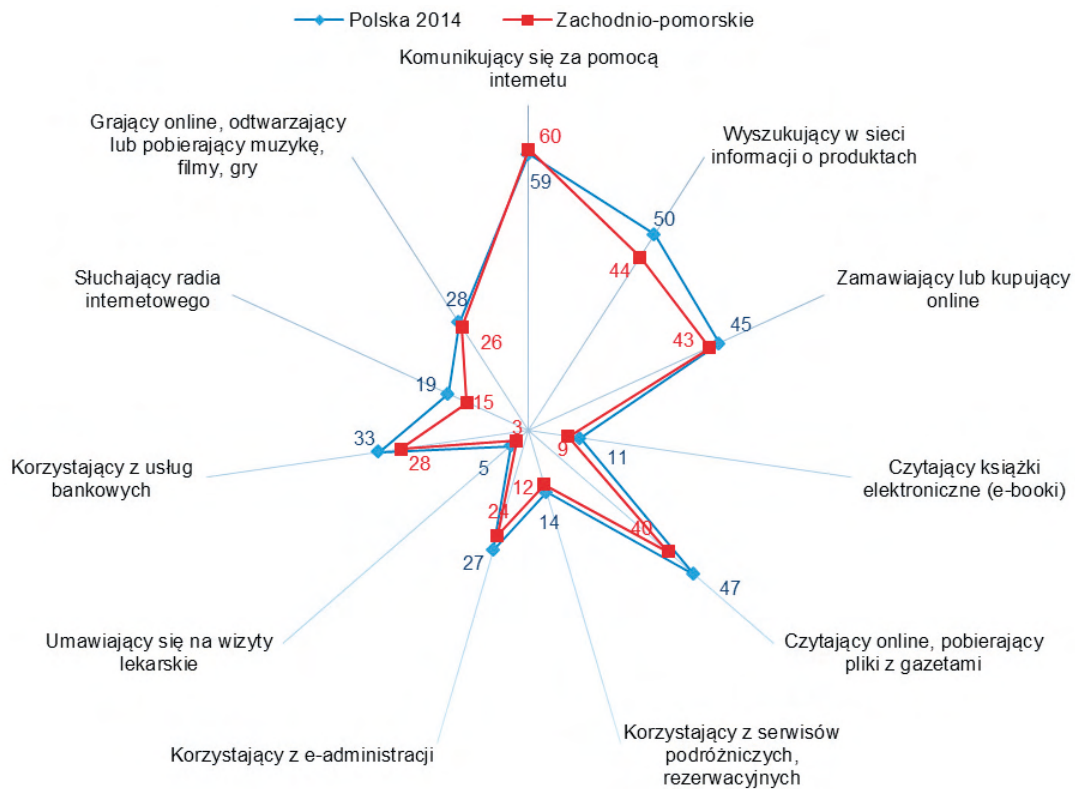 Polska 2014
Zachodnio-pomorskie
Komunikujący się za pomocą
internetu
60
59
Wyszukujący w sieci
informacji o produktach
50
44
Zamawiający lub kupujący
online
45
43
Czytający książki
elektroniczne (e-booki)
9
11
Czytający online, pobierający
pliki z gazetami
40
47
Korzystający z serwisów
podróżniczych,
rezerwacyjnych
12
14
Korzystający z e-administracji
24
27
Umawiający się na wizyty
lekarskie
3
5
Korzystający z usług
bankowych
33
28
Słuchający radia
internetowego
19
15
Grający online, odtwarzający
lub pobierający muzykę,
filmy, gry
28
26